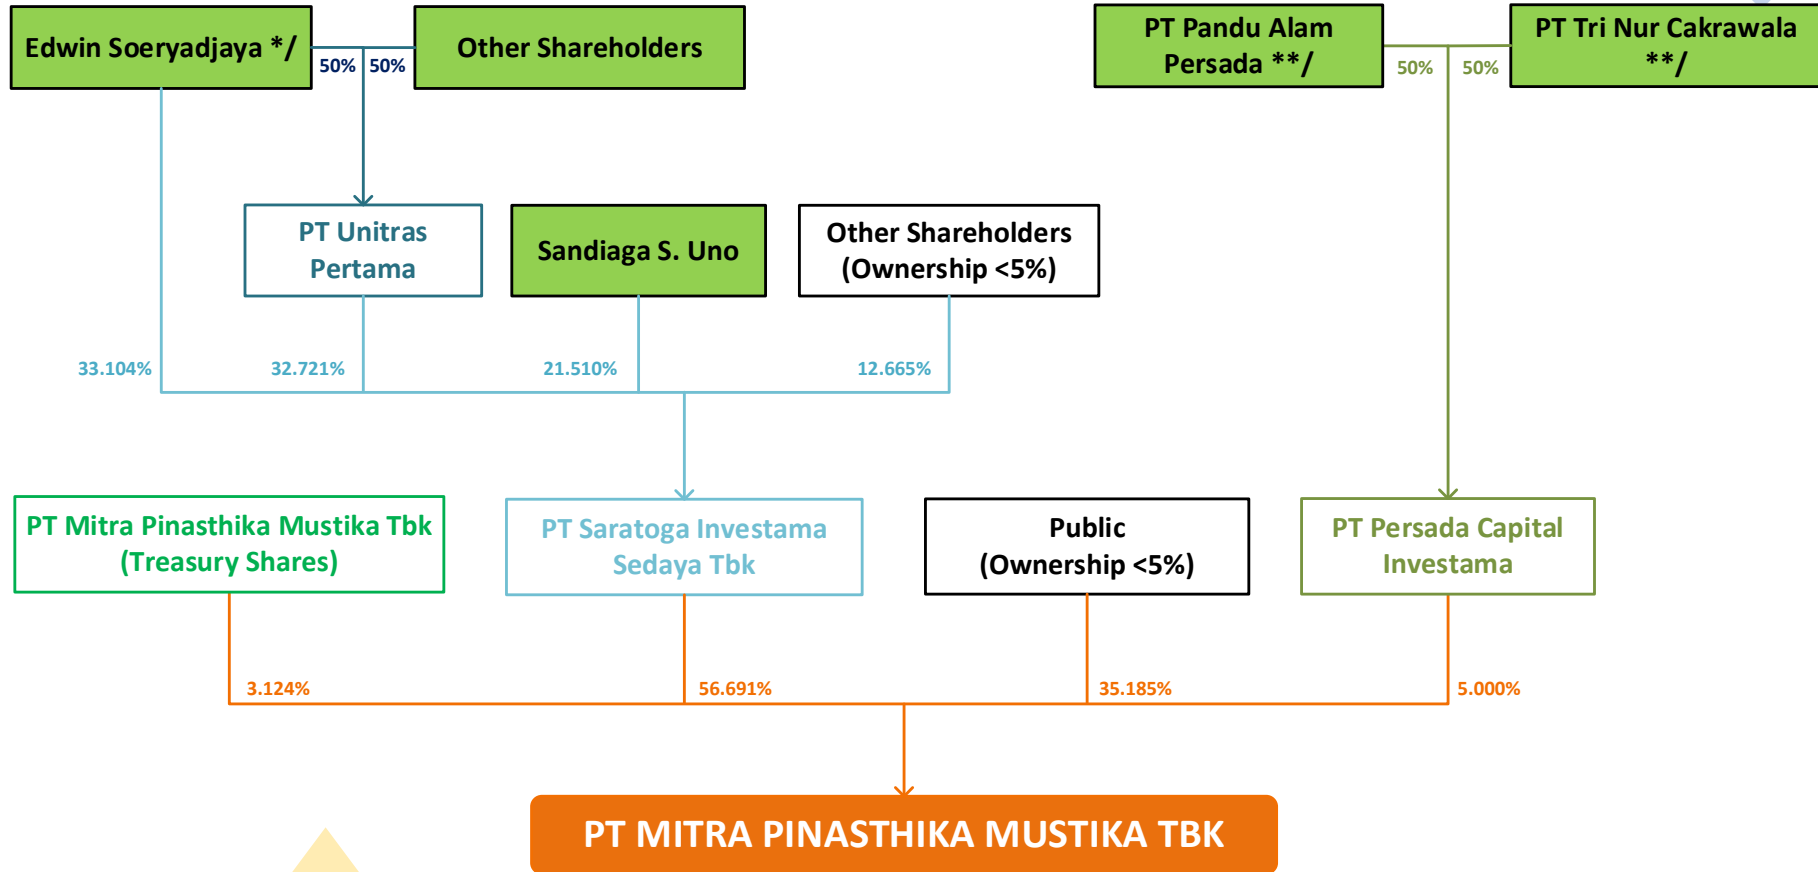 Edwin Soeryadjaya */
50%
50%
Other Shareholders
PT Pandu Alam
Persada **/
50%
50%
PT Tri Nur Cakrawala
**/
PT Unitras
Pertama
Sandiaga S. Uno
Other Shareholders
(Ownership <5%)
33.104%
32.721%
21.510%
12.665%
PT Mitra Pinasthika Mustika Tbk
(Treasury Shares)
PT Saratoga Investama
Sedaya Tbk
Public
(Ownership <5%)
PT Persada Capital
Investama
3.124%
56.691%
35.185%
5.000%
PT MITRA PINASTHIKA MUSTIKA TBK